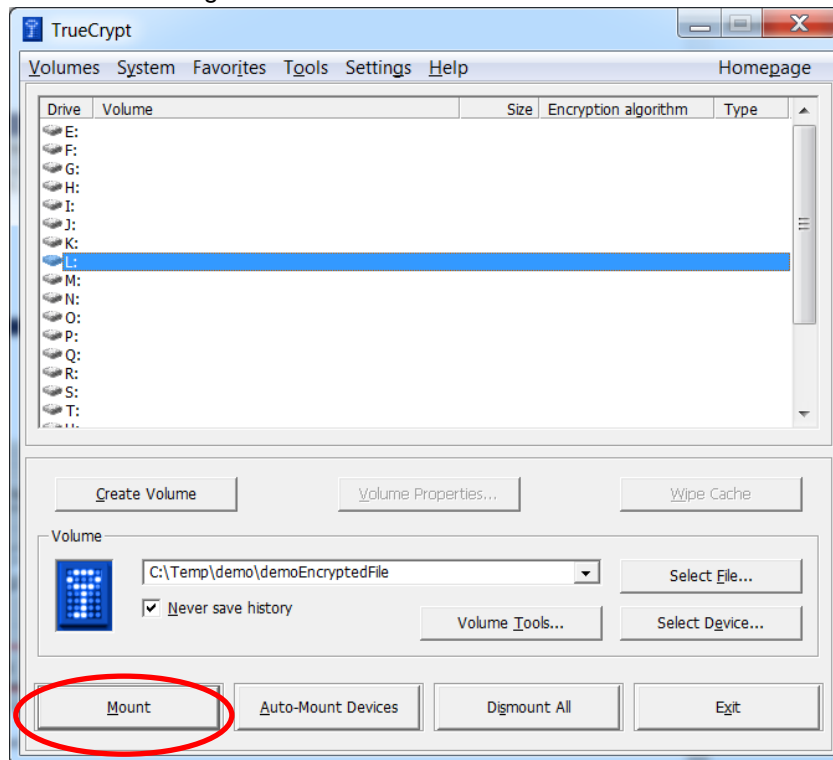 TrueCrypt
Volumes System Favorites Tools Settings Help Homepage
Drive Volume Size Encryption algorithm Type
E:
F:
G:
H:
I:
J:
K:
L:
M:
N:
O:
P:
Q:
R:
S:
T:
Create Volume Volume Properties... Wipe Cache
Volume
C:\Temp\demo\demoEncryptedFile Select File...
Never save history Volume Tools... Select Device...
Mount Auto-Mount Devices Dismount All Exit